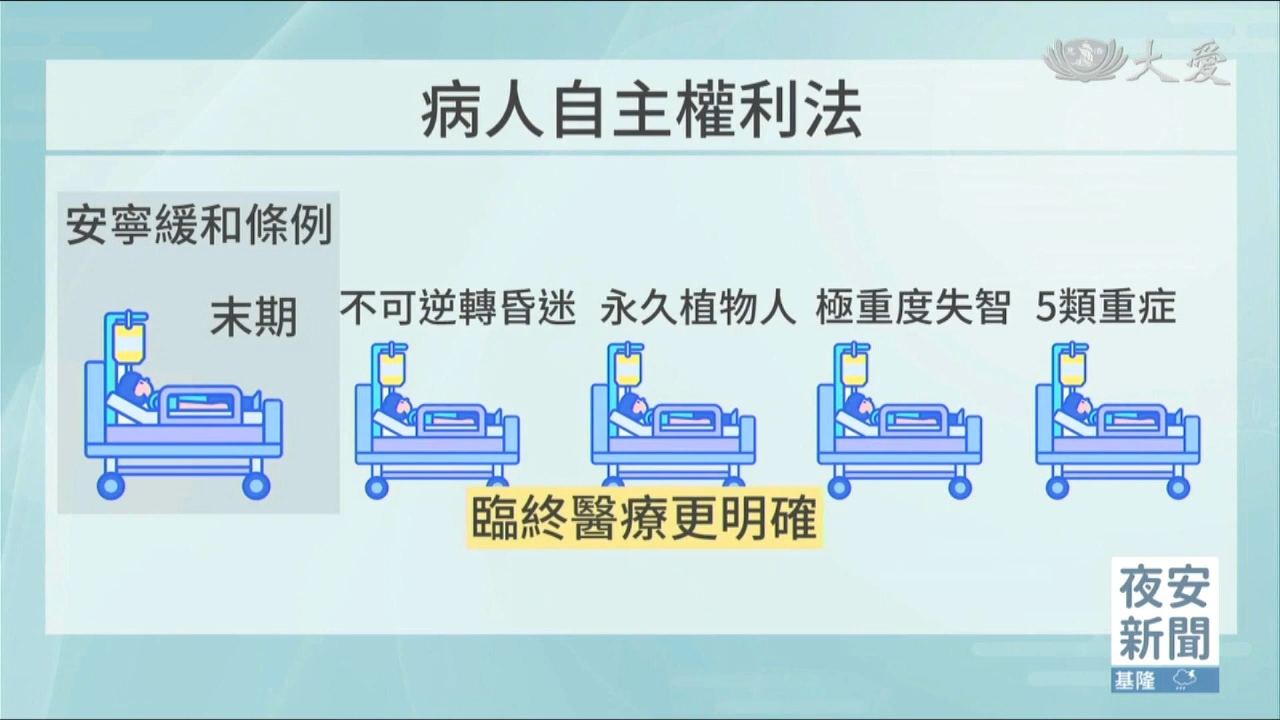 大愛
病人自主權利法
安寧緩和條例
末期
不可逆轉昏迷
永久植物人
極重度失智
5類重症
臨終醫療更明確
夜安
新聞
基隆